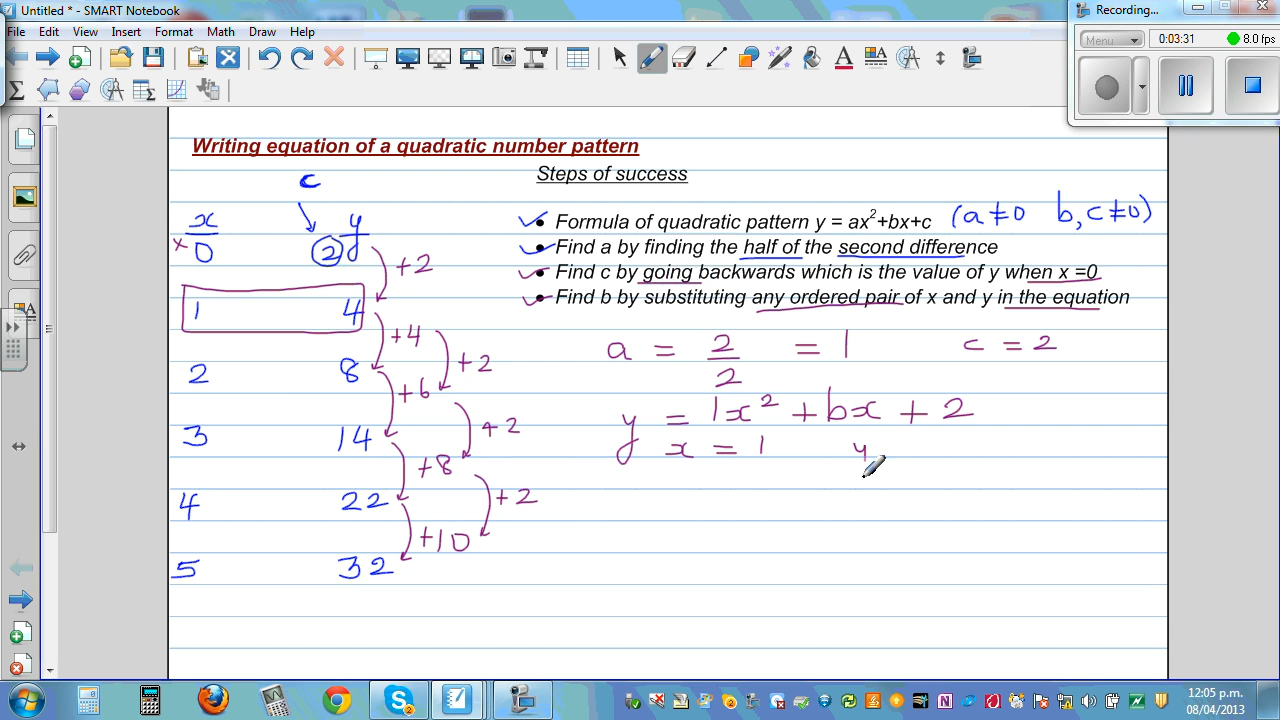 Untitled * - SMART Notebook
Recording...
File Edit View Insert Format Math Draw Help
Menu 0:03:31 8.0 fps
Writing equation of a quadratic number pattern
Steps of success
c
x y
Formula of quadratic pattern y = ax²+bx+c (a ≠ 0 b, c ≠ 0)
x 0 2 +2
Find a by finding the half of the second difference
Find c by going backwards which is the value of y when x =0
Find b by substituting any ordered pair of x and y in the equation
1 4 +4 +2
a = 2/2 = 1 c = 2
2 8 +6 +2
y = 1x² + bx + 2
3 14 +8 +2
x = 1 y
4 22 +10
5 32
12:05 p.m.
08/04/2013